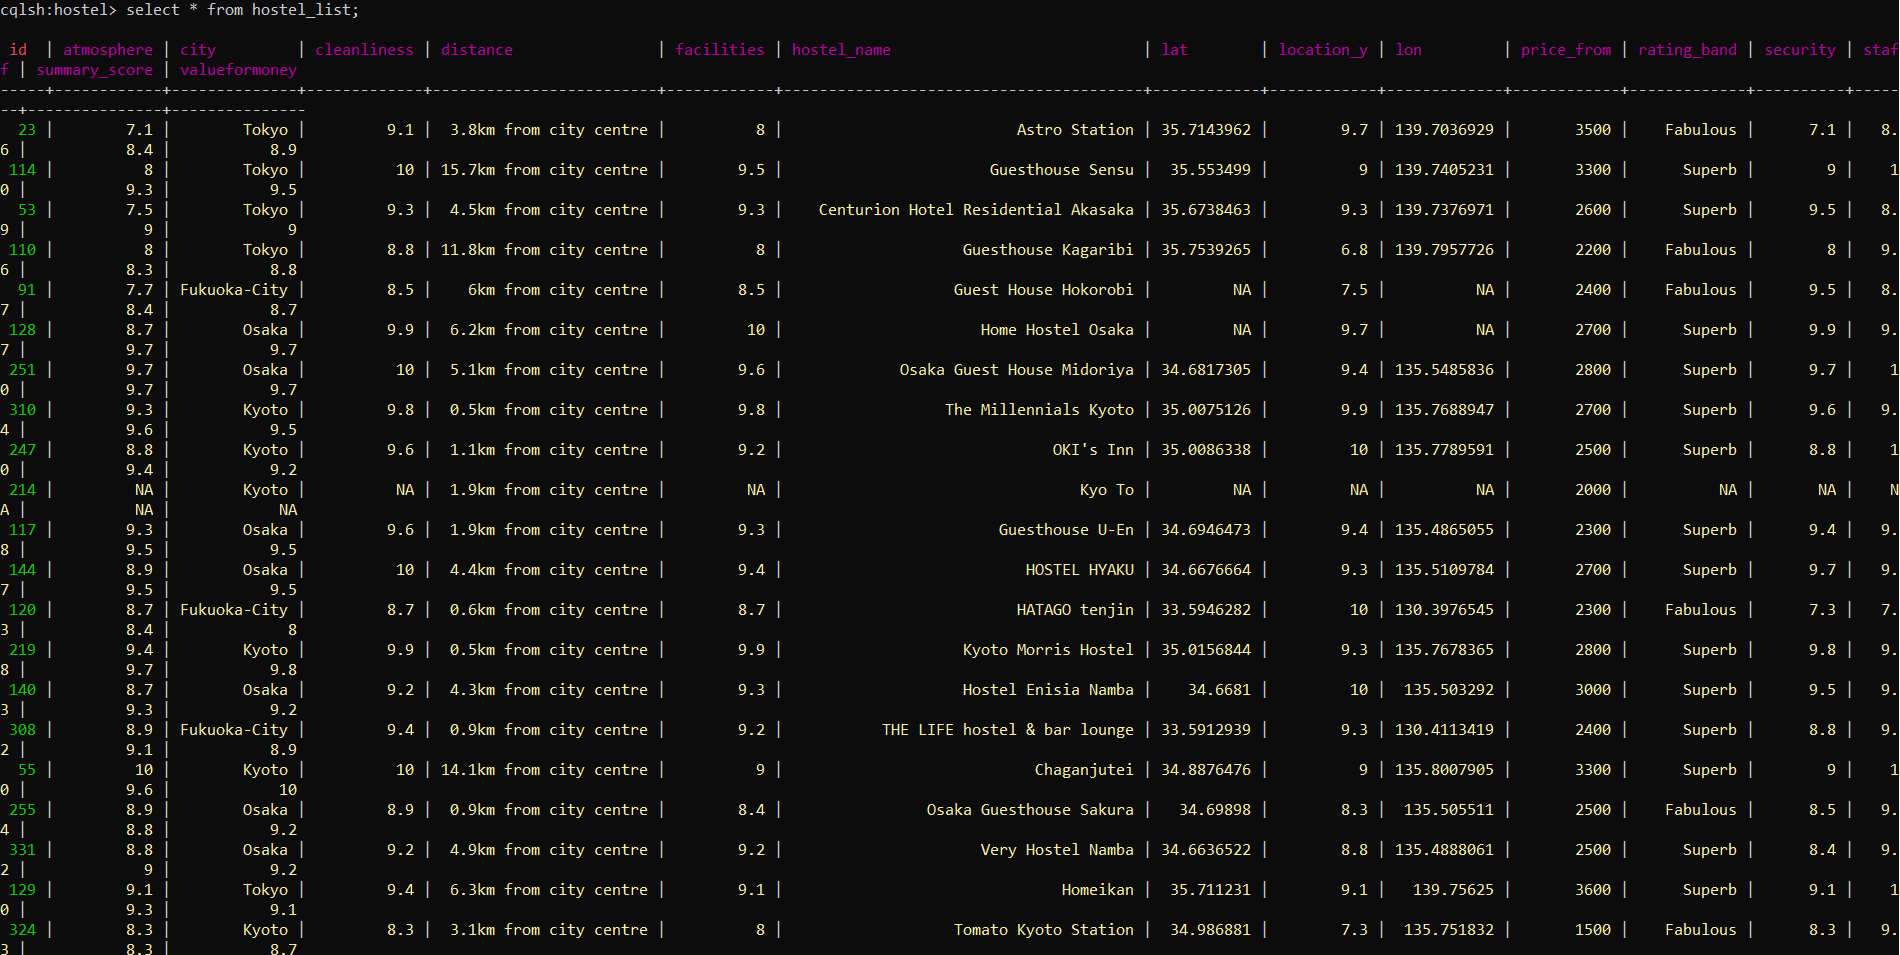 cqlsh:hostel> select * from hostel_list;
id | atmosphere | city | cleanliness | distance | facilities | hostel_name | lat | location_y | lon | price_from | rating_band | security | staf
f | summary_score | valueformoney
-----+------------+--------------+-------------+------------------------+------------+----------------------------------------+------------+------------+-------------+------------+-------------+----------+-----
--+---------------+---------------
23 | 7.1 | Tokyo | 9.1 | 3.8km from city centre | 8 | Astro Station | 35.7143962 | 9.7 | 139.7036929 | 3500 | Fabulous | 7.1 | 8.
6 | 8.4 | 8.9
114 | 8 | Tokyo | 10 | 15.7km from city centre | 9.5 | Guesthouse Sensu | 35.553499 | 9 | 139.7405231 | 3300 | Superb | 9 | 1
0 | 9.3 | 9.5
53 | 7.5 | Tokyo | 9.3 | 4.5km from city centre | 9.3 | Centurion Hotel Residential Akasaka | 35.6738463 | 9.3 | 139.7376971 | 2600 | Superb | 9.5 | 8.
9 | 9 | 9
110 | 8 | Tokyo | 8.8 | 11.8km from city centre | 8 | Guesthouse Kagaribi | 35.7539265 | 6.8 | 139.7957726 | 2200 | Fabulous | 8 | 9.
6 | 8.3 | 8.8
91 | 7.7 | Fukuoka-City | 8.5 | 6km from city centre | 8.5 | Guest House Hokorobi | NA | 7.5 | NA | 2400 | Fabulous | 9.5 | 8.
7 | 8.4 | 8.7
128 | 8.7 | Osaka | 9.9 | 6.2km from city centre | 10 | Home Hostel Osaka | NA | 9.7 | NA | 2700 | Superb | 9.9 | 9.
7 | 9.7 | 9.7
251 | 9.7 | Osaka | 10 | 5.1km from city centre | 9.6 | Osaka Guest House Midoriya | 34.6817305 | 9.4 | 135.5485836 | 2800 | Superb | 9.7 | 1
0 | 9.7 | 9.7
310 | 9.3 | Kyoto | 9.8 | 0.5km from city centre | 9.8 | The Millennials Kyoto | 35.0075126 | 9.9 | 135.7688947 | 2700 | Superb | 9.6 | 9.
4 | 9.6 | 9.5
247 | 8.8 | Kyoto | 9.6 | 1.1km from city centre | 9.2 | OKI's Inn | 35.0086338 | 10 | 135.7789591 | 2500 | Superb | 8.8 | 1
0 | 9.4 | 9.2
214 | NA | Kyoto | NA | 1.9km from city centre | NA | Kyo To | NA | NA | NA | 2000 | NA | NA | N
A | NA | NA
117 | 9.3 | Osaka | 9.6 | 1.9km from city centre | 9.3 | Guesthouse U-En | 34.6946473 | 9.4 | 135.4865055 | 2300 | Superb | 9.4 | 9.
8 | 9.5 | 9.5
144 | 8.9 | Osaka | 10 | 4.4km from city centre | 9.4 | HOSTEL HYAKU | 34.6676664 | 9.3 | 135.5109784 | 2700 | Superb | 9.7 | 9.
7 | 9.5 | 9.5
120 | 8.7 | Fukuoka-City | 8.7 | 0.6km from city centre | 8.7 | HATAGO tenjin | 33.5946282 | 10 | 130.3976545 | 2300 | Fabulous | 7.3 | 7.
3 | 8.4 | 8
219 | 9.4 | Kyoto | 9.9 | 0.5km from city centre | 9.9 | Kyoto Morris Hostel | 35.0156844 | 9.3 | 135.7678365 | 2800 | Superb | 9.8 | 9.
8 | 9.7 | 9.8
140 | 8.7 | Osaka | 9.2 | 4.3km from city centre | 9.3 | Hostel Enisia Namba | 34.6681 | 10 | 135.503292 | 3000 | Superb | 9.5 | 9.
3 | 9.3 | 9.2
308 | 8.9 | Fukuoka-City | 9.4 | 0.9km from city centre | 9.2 | THE LIFE hostel & bar lounge | 33.5912939 | 9.3 | 130.4113419 | 2400 | Superb | 8.8 | 9.
2 | 9.1 | 8.9
55 | 10 | Kyoto | 10 | 14.1km from city centre | 9 | Chaganjutei | 34.8876476 | 9 | 135.8007905 | 3300 | Superb | 9 | 1
0 | 9.6 | 10
255 | 8.9 | Osaka | 8.9 | 0.9km from city centre | 8.4 | Osaka Guesthouse Sakura | 34.69898 | 8.3 | 135.505511 | 2500 | Fabulous | 8.5 | 9.
4 | 8.8 | 9.2
331 | 8.8 | Osaka | 9.2 | 4.9km from city centre | 9.2 | Very Hostel Namba | 34.6636522 | 8.8 | 135.4888061 | 2500 | Superb | 8.4 | 9.
2 | 9 | 9.2
129 | 9.1 | Tokyo | 9.4 | 6.3km from city centre | 9.1 | Homeikan | 35.711231 | 9.1 | 139.75625 | 3600 | Superb | 9.1 | 1
0 | 9.3 | 9.1
324 | 8.3 | Kyoto | 8.3 | 3.1km from city centre | 8 | Tomato Kyoto Station | 34.986881 | 7.3 | 135.751832 | 1500 | Fabulous | 8.3 | 9.
3 | 8.3 | 8.7